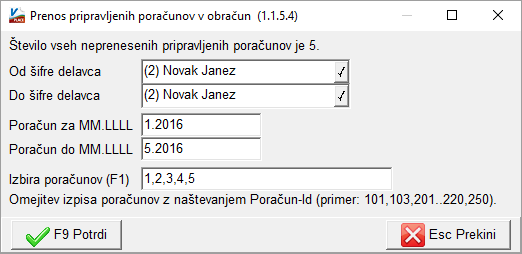 Prenos pripravljenih poračunov v obračun (1.1.5.4)
Število vseh neprenesenih pripravljenih poračunov je 5.
Od šifre delavca (2) Novak Janez
Do šifre delavca (2) Novak Janez
Poračun za MM.LLLL 1.2016
Poračun do MM.LLLL 5.2016
Izbira poračunov (F1) 1,2,3,4,5
Omejitev izpisa poračunov z naštevanjem Poračun-Id (primer: 101,103,201..220,250).
F9 Potrdi Esc Prekini